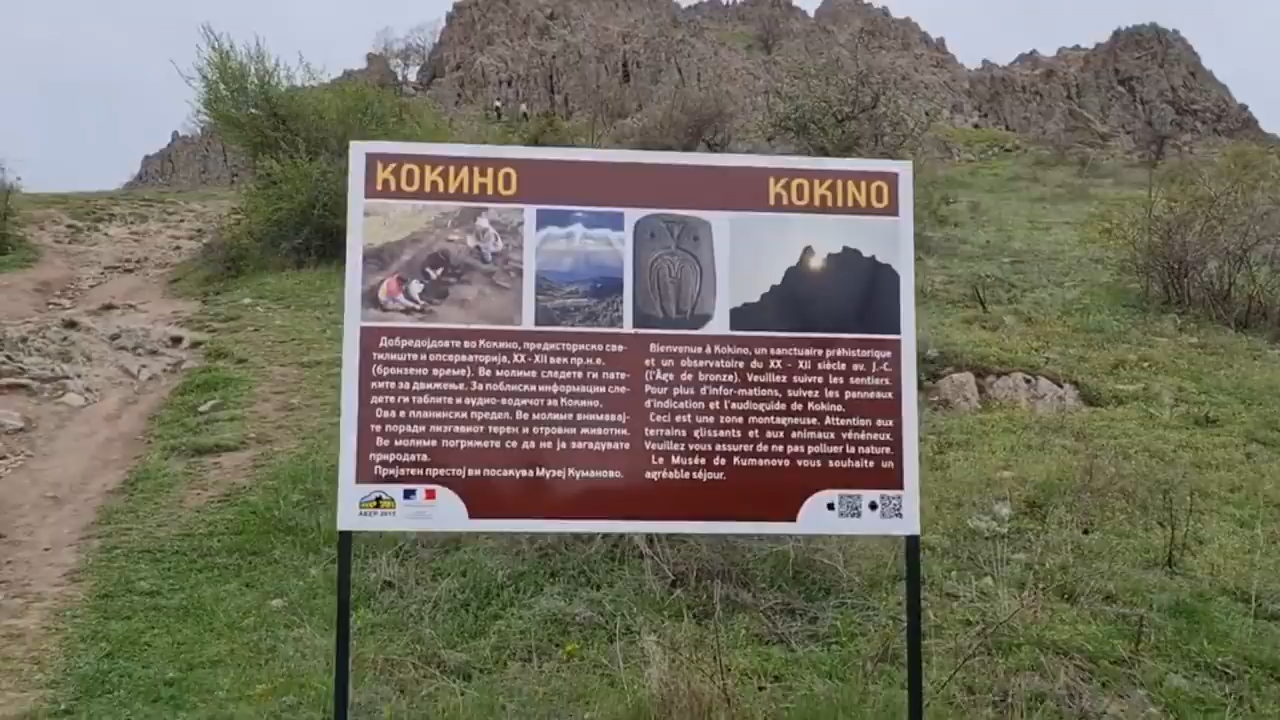 КОКИНО
KOKINO
Добредојдовте во Кокино, предисториско све-
тилиште и опсерваторија, XX - XII век пр.н.е.
(бронзено време). Ве молиме следете ги пате-
ките за движење. За поблиски информации сле-
дете ги таблите и аудио-водичот за Кокино.
Ова е планински предел. Ве молиме внимавај-
те поради лизгавиот терен и отровни животни.
Ве молиме погрижете се да не ја загадувате
природата.
Пријатен престој ви посакува Музеј Куманово.
Bienvenue à Kokino, un sanctuaire préhistorique
et un observatoire du XX - XII siècle av. J.-C.
(l'Âge de bronze). Veuillez suivre les sentiers.
Pour plus d'infor-mations, suivez les panneaux
d'indication et l'audioguide de Kokino.
Ceci est une zone montagneuse. Attention aux
terrains glissants et aux animaux vénéneux.
Veuillez vous assurer de ne pas polluer la nature.
Le Musée de Kumanovo vous souhaite un
agréable séjour.